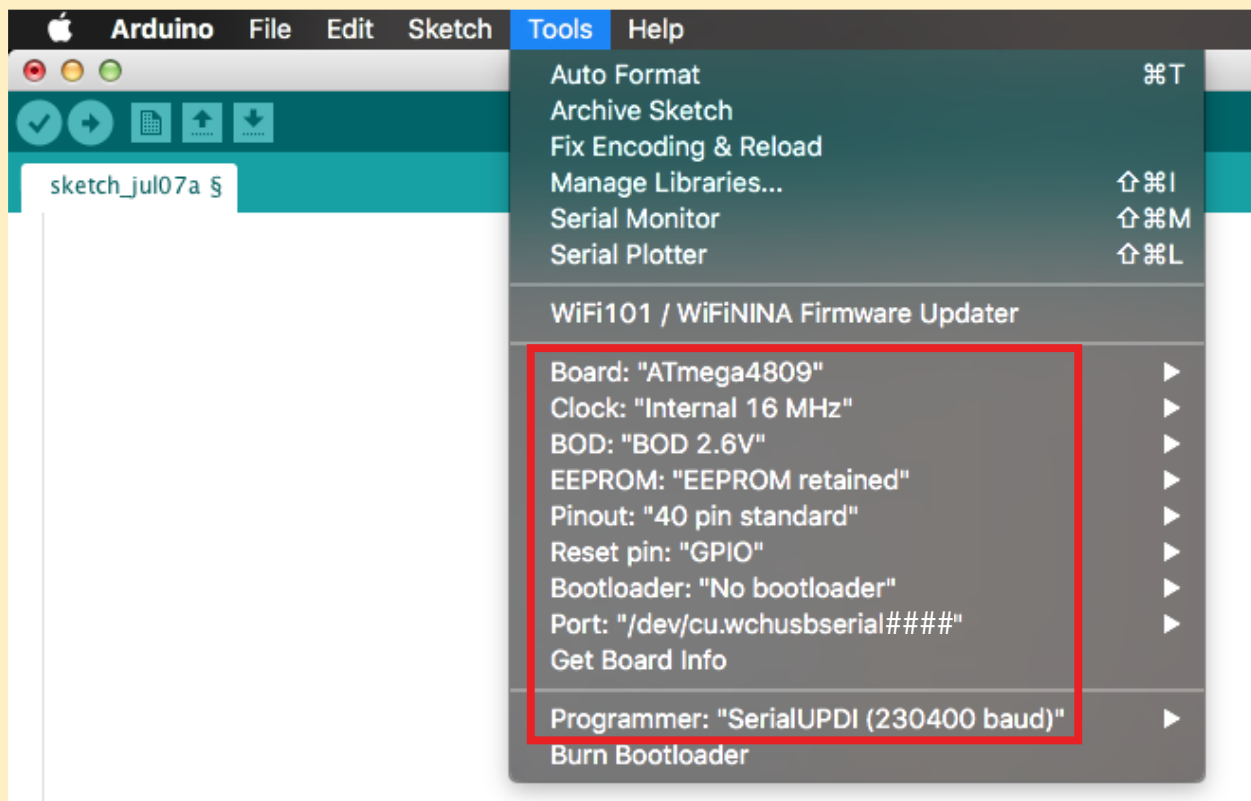 Arduino File Edit Sketch Tools Help
Auto Format ⌘T
Archive Sketch
Fix Encoding & Reload
Manage Libraries... ⇧⌘I
Serial Monitor ⇧⌘M
Serial Plotter ⇧⌘L
sketch_jul07a §
WiFi101 / WiFiNINA Firmware Updater
Board: "ATmega4809"
Clock: "Internal 16 MHz"
BOD: "BOD 2.6V"
EEPROM: "EEPROM retained"
Pinout: "40 pin standard"
Reset pin: "GPIO"
Bootloader: "No bootloader"
Port: "/dev/cu.wchusbserial####"
Get Board Info
Programmer: "SerialUPDI (230400 baud)"
Burn Bootloader